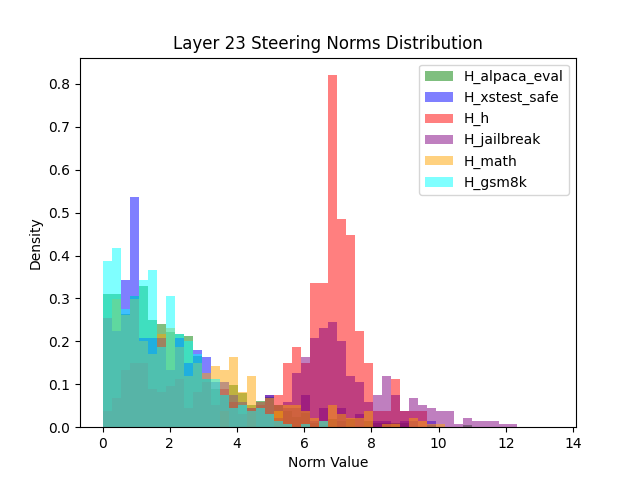 Layer 23 Steering Norms Distribution
H_alpaca_eval
H_xstest_safe
H_h
H_jailbreak
H_math
H_gsm8k
Density
0.8
0.7
0.6
0.5
0.4
0.3
0.2
0.1
0.0
0 2 4 6 8 10 12 14
Norm Value